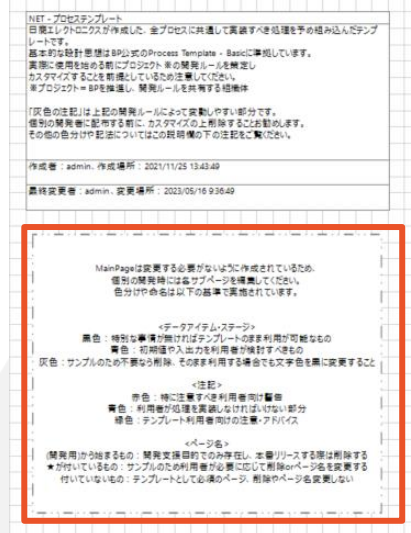 NET - プロセステンプレート
日商エレクトロニクスが作成した、全プロセスに共通して実装すべき処理を予め組み込んだテンプ
レートです。
基本的な設計思想はBP公式のProcess Template - Basicに準拠しています。
実際に使用を始める前にプロジェクト※の開発ルールを策定し
カスタマイズすることを前提としているため注意してください。
※プロジェクト= BPを推進し、開発ルールを共有する組織体
「灰色の注記」は上記の開発ルールによって変動しやすい部分です。
個別の開発者に配布する前に、カスタマイズの上削除することお勧めします。
その他の色分けや記法についてはこの説明欄の下の注記をご覧ください。
作成者：admin、作成場所：2021/11/25 13:43:49
最終変更者：admin、変更場所：2023/05/16 9:36:49
MainPageは変更する必要がないように作成されているため、
個別の開発時には各サブページを編集してください。
色分けや命名は以下の基準で実施されています。
<データアイテム・ステージ>
黒色：特別な事情が無ければテンプレートのまま利用が可能なもの
青色：初期値や入出力を利用者が検討すべきもの
灰色：サンプルのため不要なら削除、そのまま利用する場合でも文字色を黒に変更すること
<注記>
赤色：特に注意すべき利用者向け警告
青色：利用者が処理を実装しなければいけない部分
緑色：テンプレート利用者向けの注意・アドバイス
<ページ名>
(開発用)から始まるもの：開発支援目的でのみ存在し、本番リリースする際は削除する
★が付いているもの：サンプルのため利用者が必要に応じて削除orページ名を変更する
付いていないもの：テンプレートとして必須のページ、削除やページ名変更しない